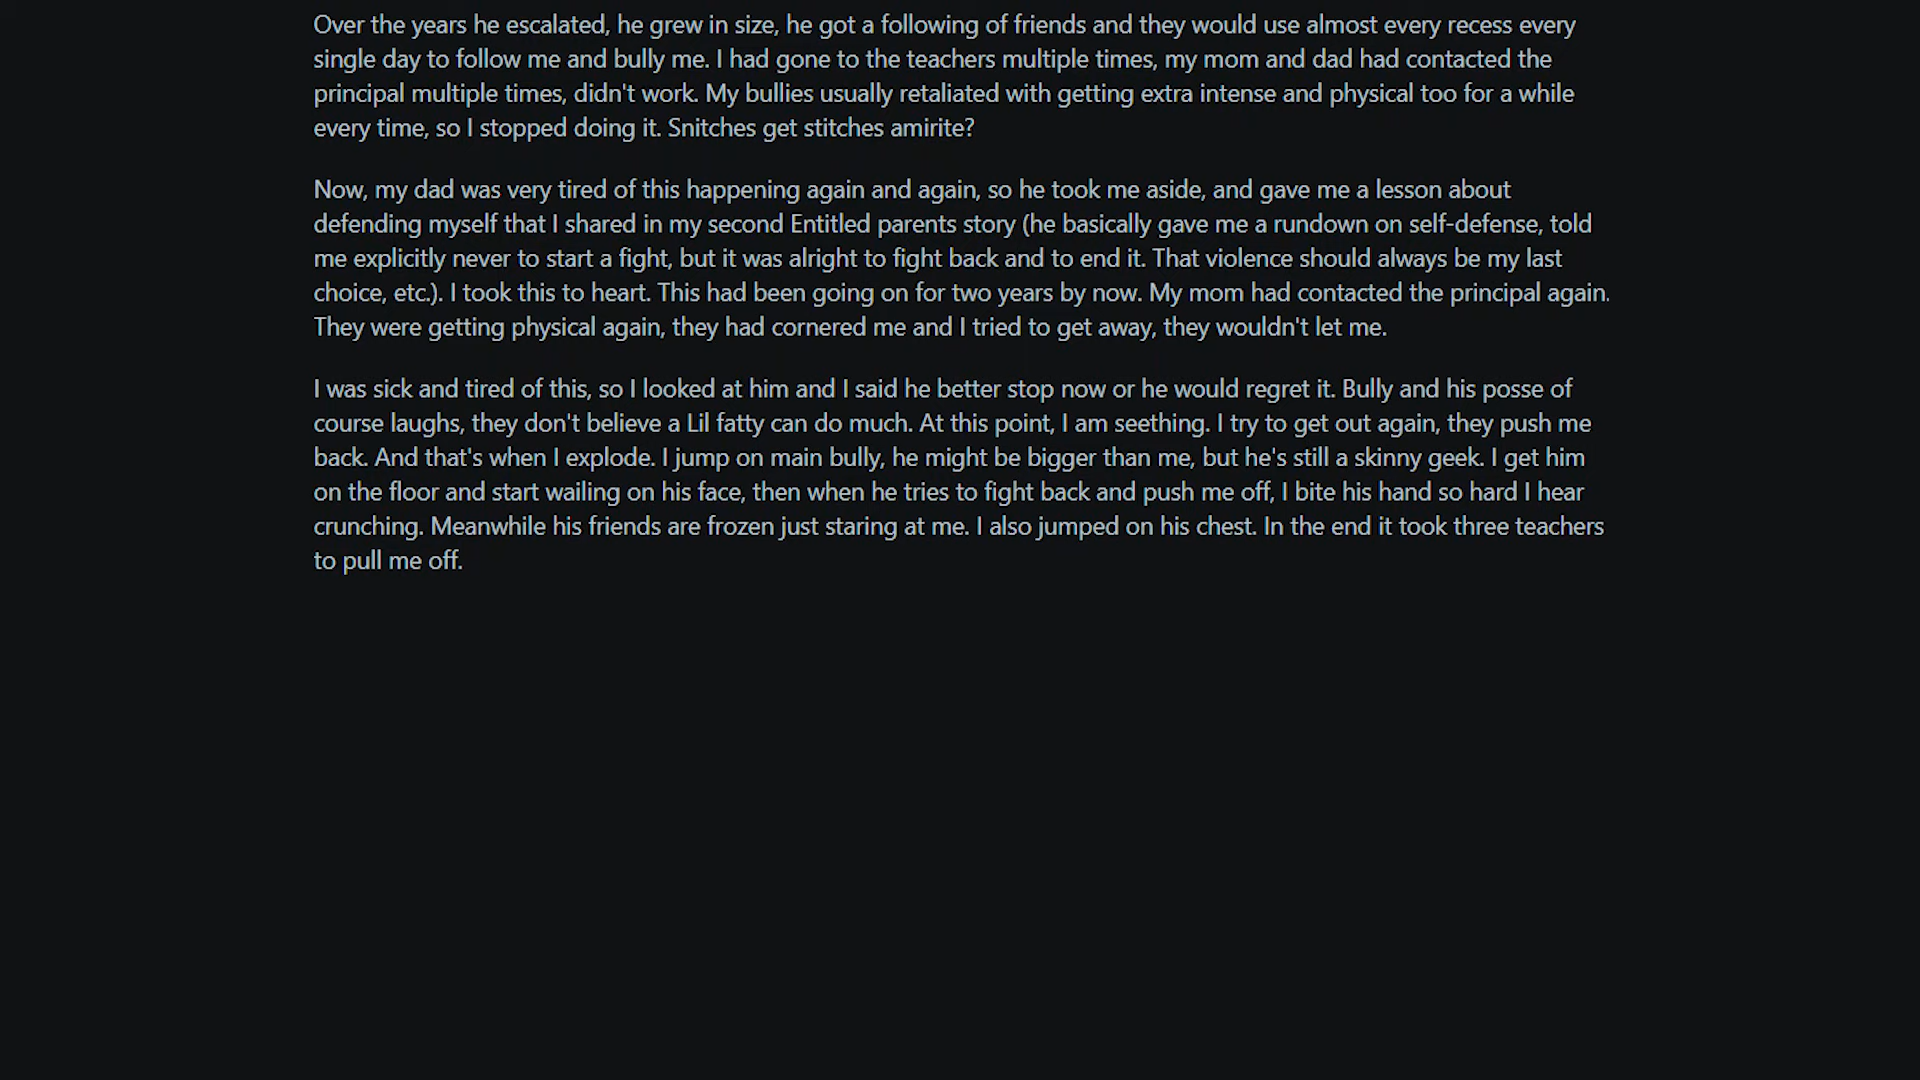 Over the years he escalated, he grew in size, he got a following of friends and they would use almost every recess every
single day to follow me and bully me. I had gone to the teachers multiple times, my mom and dad had contacted the
principal multiple times, didn't work. My bullies usually retaliated with getting extra intense and physical too for a while
every time, so I stopped doing it. Snitches get stitches amirite?
Now, my dad was very tired of this happening again and again, so he took me aside, and gave me a lesson about
defending myself that I shared in my second Entitled parents story (he basically gave me a rundown on self-defense, told
me explicitly never to start a fight, but it was alright to fight back and to end it. That violence should always be my last
choice, etc.). I took this to heart. This had been going on for two years by now. My mom had contacted the principal again.
They were getting physical again, they had cornered me and I tried to get away, they wouldn't let me.
I was sick and tired of this, so I looked at him and I said he better stop now or he would regret it. Bully and his posse of
course laughs, they don't believe a Lil fatty can do much. At this point, I am seething. I try to get out again, they push me
back. And that's when I explode. I jump on main bully, he might be bigger than me, but he's still a skinny geek. I get him
on the floor and start wailing on his face, then when he tries to fight back and push me off, I bite his hand so hard I hear
crunching. Meanwhile his friends are frozen just staring at me. I also jumped on his chest. In the end it took three teachers
to pull me off.